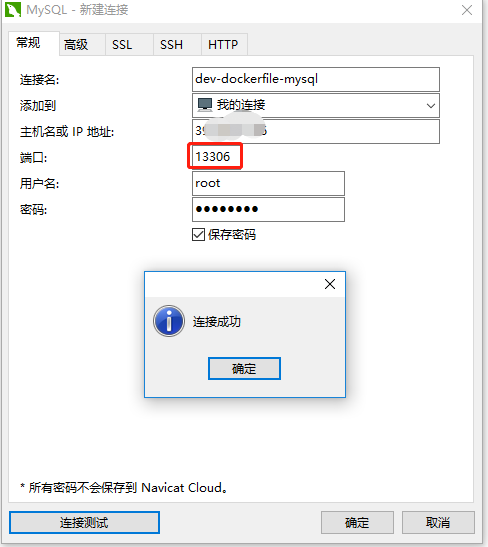 MySQL - 新建连接
常规 高级 SSL SSH HTTP
连接名: dev-dockerfile-mysql
添加到 我的连接
主机名或 IP 地址:
端口: 13306
用户名: root
密码: ●●●●●●●●
保存密码
连接成功
确定
* 所有密码不会保存到 Navicat Cloud。
连接测试 确定 取消